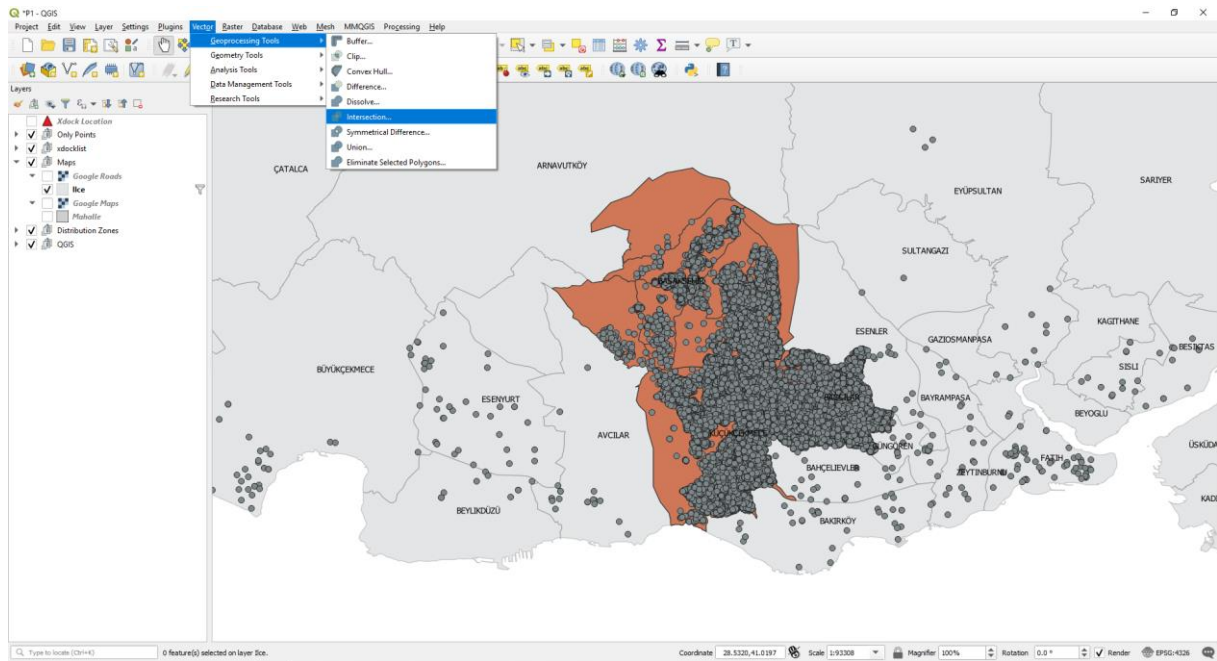 *P1 - QGIS
Project Edit View Layer Settings Plugins Vector Raster Database Web Mesh MMQGIS Processing Help
Geoprocessing Tools
Geometry Tools
Analysis Tools
Data Management Tools
Research Tools
Buffer...
Clip...
Convex Hull...
Difference...
Dissolve...
Intersection...
Symmetrical Difference...
Union...
Eliminate Selected Polygons...
Layers
Xdock Location
Only Points
xdocklist
Maps
Google Roads
Ilce
Google Maps
Mahalle
Distribution Zones
QGIS
ÇATALCA
ARNAVUTKÖY
EYÜPSULTAN
SARIYER
SULTANGAZI
ESENLER
GAZIOSMANPASA
KAGITHANE
BESIKTAS
SISLI
BÜYÜKÇEKMECE
ESENYURT
BAYRAMPASA
BEYOGLU
AVCILAR
KÜÇÜKÇEKMECE
GÜNGÖREN
ÜSKÜDA
BAHÇELIEVLER
ZEYTINBURNU
FATIH
BEYLIKDÜZÜ
BAKIRKÖY
KADI
Type to locate (Ctrl+K)
0 feature(s) selected on layer Ilce.
Coordinate 28.5320,41.0197 Scale 1:93308 Magnifier 100% Rotation 0.0 ° Render EPSG:4326